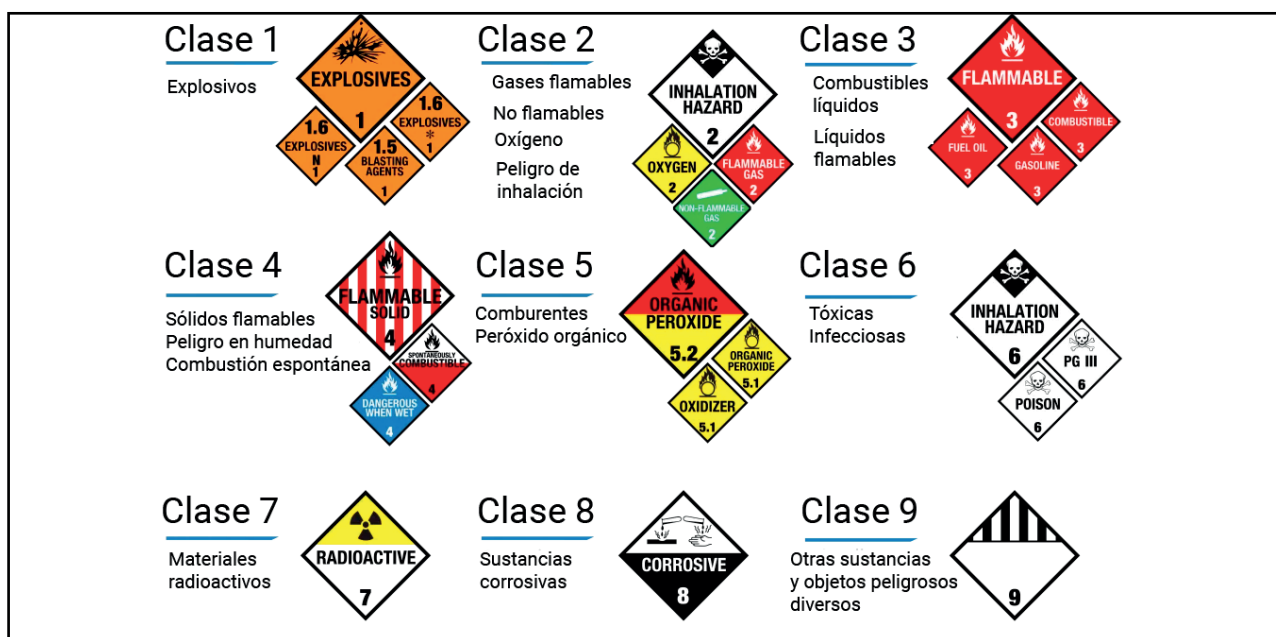 Clase 1
Explosivos
EXPLOSIVES
1
1.6
EXPLOSIVES
N
1
1.5
BLASTING
AGENTS
1
1.6
EXPLOSIVES
*
1
Clase 2
Gases flamables
No flamables
Oxígeno
Peligro de
inhalación
INHALATION
HAZARD
2
OXYGEN
2
FLAMMABLE
GAS
2
NON-FLAMMABLE
GAS
2
Clase 3
Combustibles
líquidos
Líquidos
flamables
FLAMMABLE
3
FUEL OIL
3
GASOLINE
3
COMBUSTIBLE
3
Clase 4
Sólidos flamables
Peligro en humedad
Combustión espontánea
FLAMMABLE
SOLID
4
SPONTANEOUSLY
COMBUSTIBLE
4
DANGEROUS
WHEN WET
4
Clase 5
Comburentes
Peróxido orgánico
ORGANIC
PEROXIDE
5.2
ORGANIC
PEROXIDE
5.1
OXIDIZER
5.1
Clase 6
Tóxicas
Infecciosas
INHALATION
HAZARD
6
PG III
6
POISON
6
Clase 7
Materiales
radioactivos
RADIOACTIVE
7
Clase 8
Sustancias
corrosivas
CORROSIVE
8
Clase 9
Otras sustancias
y objetos peligrosos
diversos
9